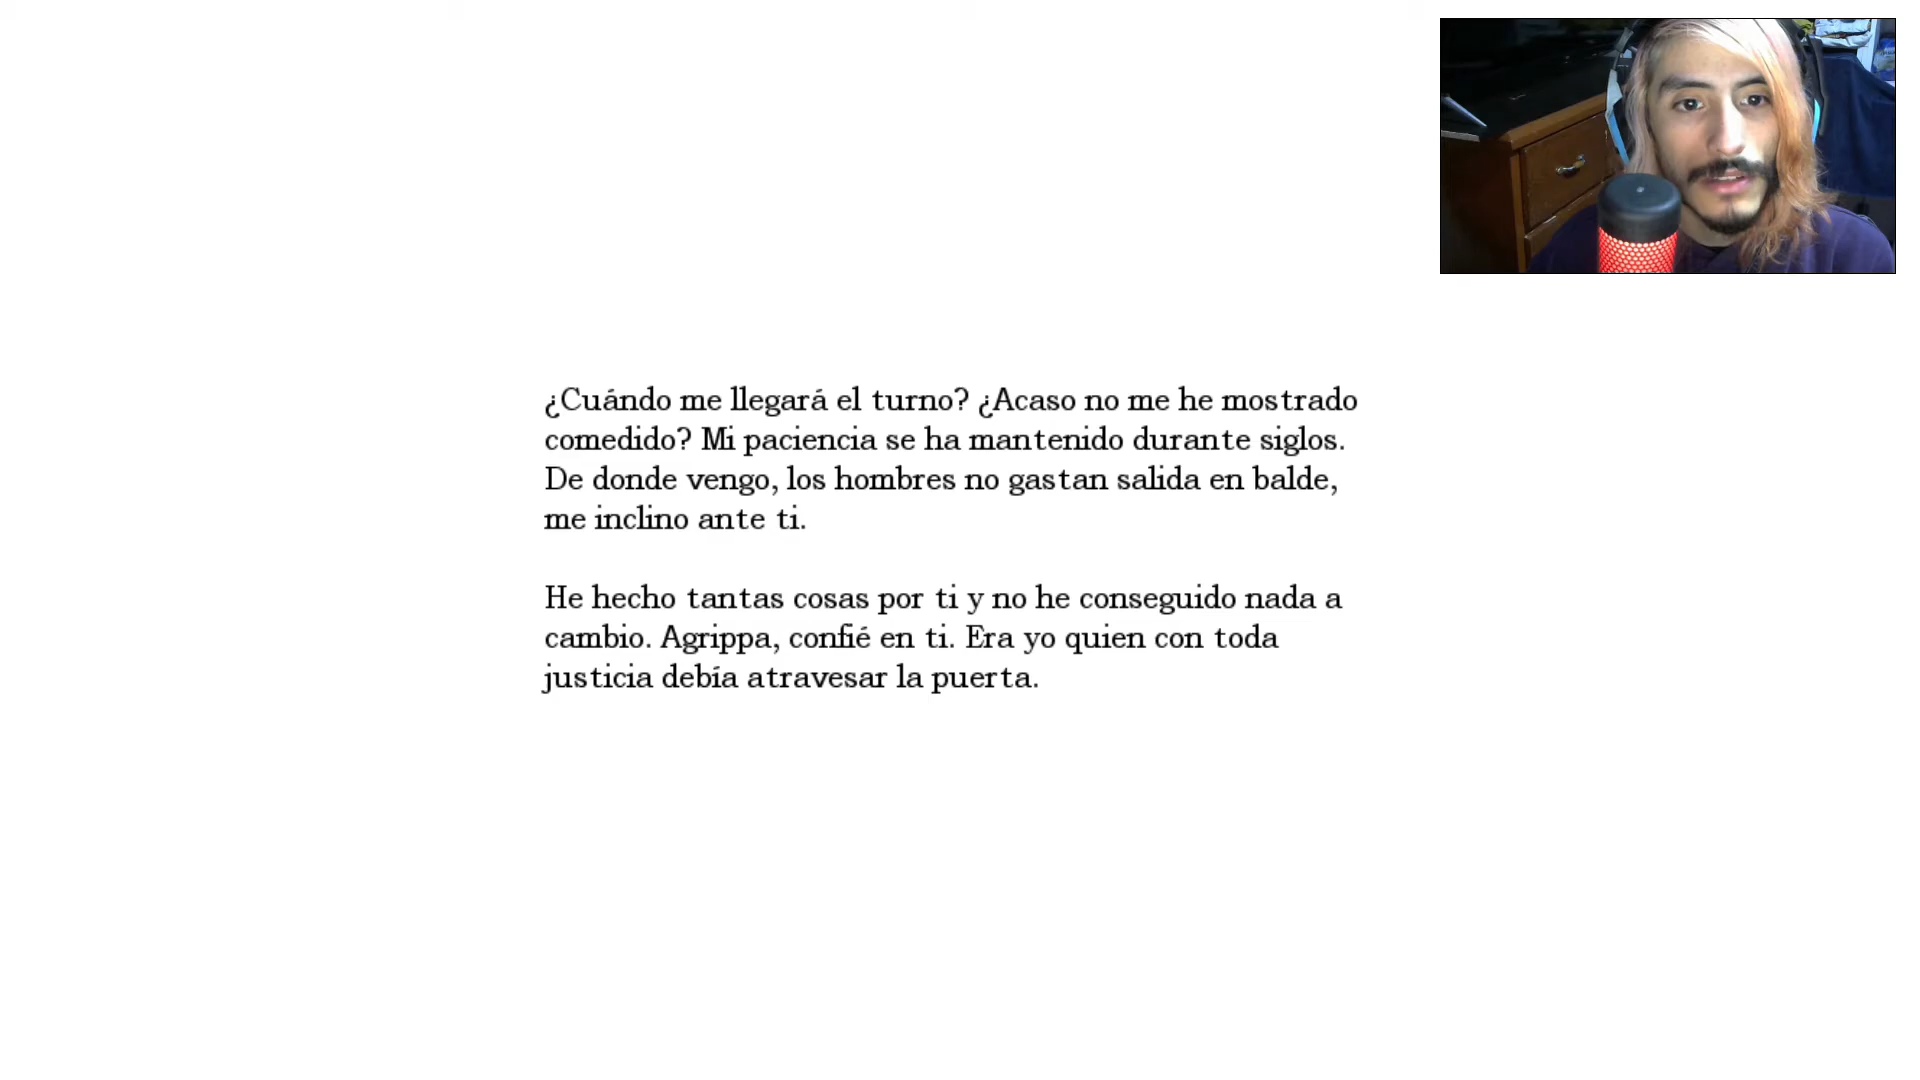 ¿Cuándo me llegará el turno? ¿Acaso no me he mostrado
comedido? Mi paciencia se ha mantenido durante siglos.
De donde vengo, los hombres no gastan salida en balde,
me inclino ante ti.
He hecho tantas cosas por ti y no he conseguido nada a
cambio. Agrippa, confié en ti. Era yo quien con toda
justicia debía atravesar la puerta.